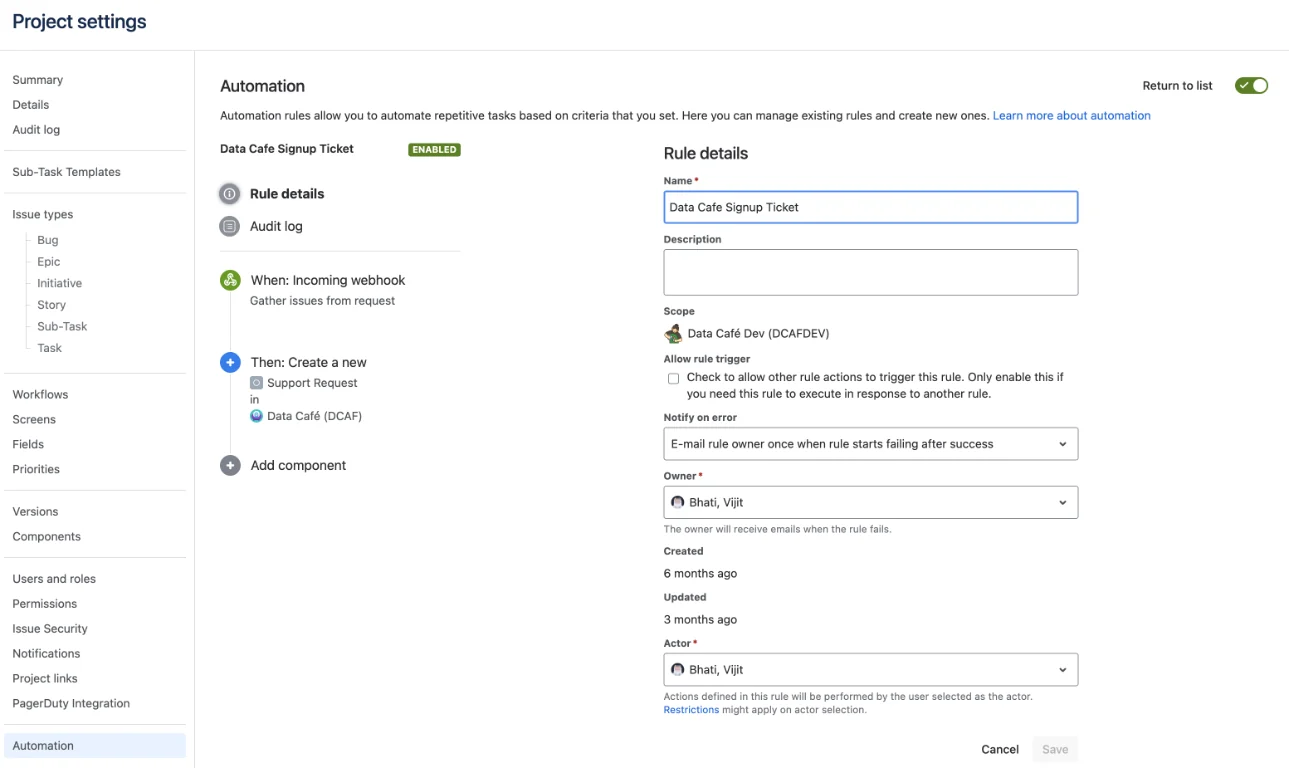 Project settings
Summary
Details
Audit log
Sub-Task Templates
Issue types
Bug
Epic
Initiative
Story
Sub-Task
Task
Workflows
Screens
Fields
Priorities
Versions
Components
Users and roles
Permissions
Issue Security
Notifications
Project links
PagerDuty Integration
Automation
Automation
Return to list
Automation rules allow you to automate repetitive tasks based on criteria that you set. Here you can manage existing rules and create new ones. Learn more about automation
Data Cafe Signup Ticket ENABLED
Rule details
Audit log
When: Incoming webhook
Gather issues from request
Then: Create a new
Support Request
in
Data Café (DCAF)
Add component
Rule details
Name *
Data Cafe Signup Ticket
Description
Scope
Data Café Dev (DCAFDEV)
Allow rule trigger
Check to allow other rule actions to trigger this rule. Only enable this if
you need this rule to execute in response to another rule.
Notify on error
E-mail rule owner once when rule starts failing after success
Owner *
Bhati, Vijit
The owner will receive emails when the rule fails.
Created
6 months ago
Updated
3 months ago
Actor *
Bhati, Vijit
Actions defined in this rule will be performed by the user selected as the actor.
Restrictions might apply on actor selection.
Cancel Save